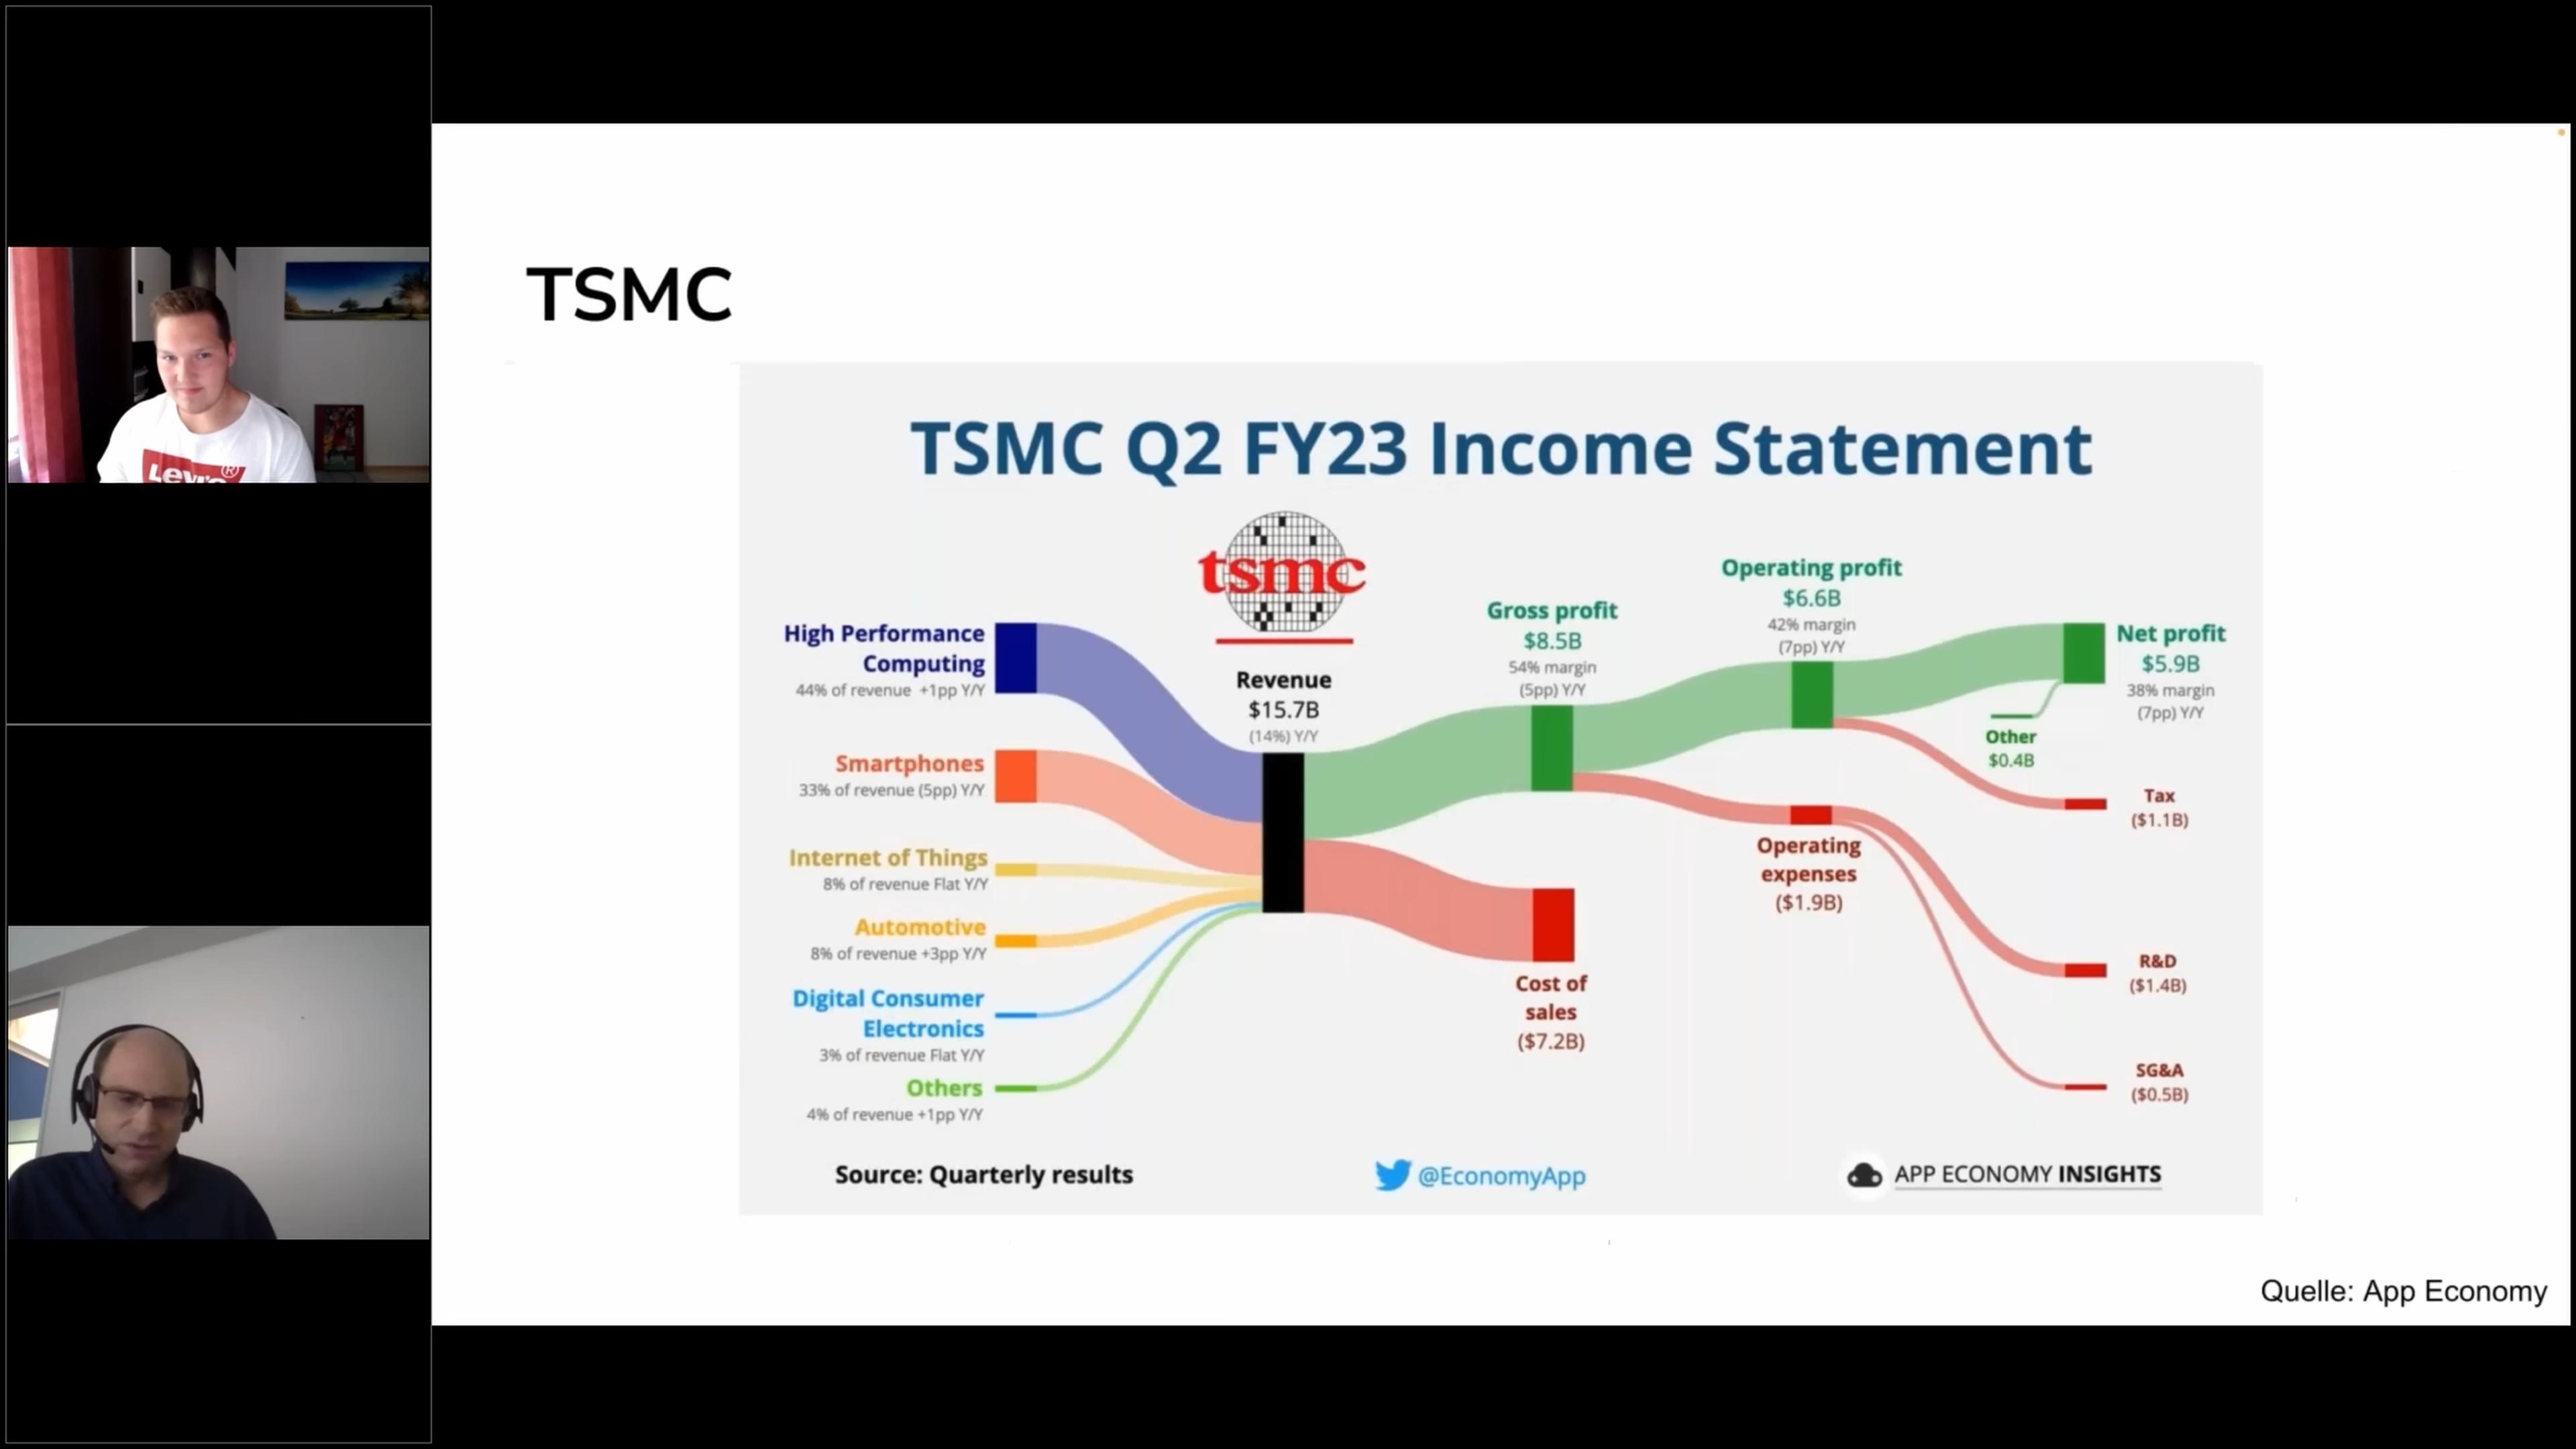 TSMC
TSMC Q2 FY23 Income Statement
tsmc
High Performance
Computing
44% of revenue +1pp Y/Y
Smartphones
33% of revenue (5pp) Y/Y
Internet of Things
8% of revenue Flat Y/Y
Automotive
8% of revenue +3pp Y/Y
Digital Consumer
Electronics
3% of revenue Flat Y/Y
Others
4% of revenue +1pp Y/Y
Revenue
$15.7B
(14%) Y/Y
Gross profit
$8.5B
54% margin
(5pp) Y/Y
Cost of
sales
($7.2B)
Operating profit
$6.6B
42% margin
(7pp) Y/Y
Operating
expenses
($1.9B)
Net profit
$5.9B
38% margin
(7pp) Y/Y
Other
$0.4B
Tax
($1.1B)
R&D
($1.4B)
SG&A
($0.5B)
Source: Quarterly results
@EconomyApp
APP ECONOMY INSIGHTS
Quelle: App Economy